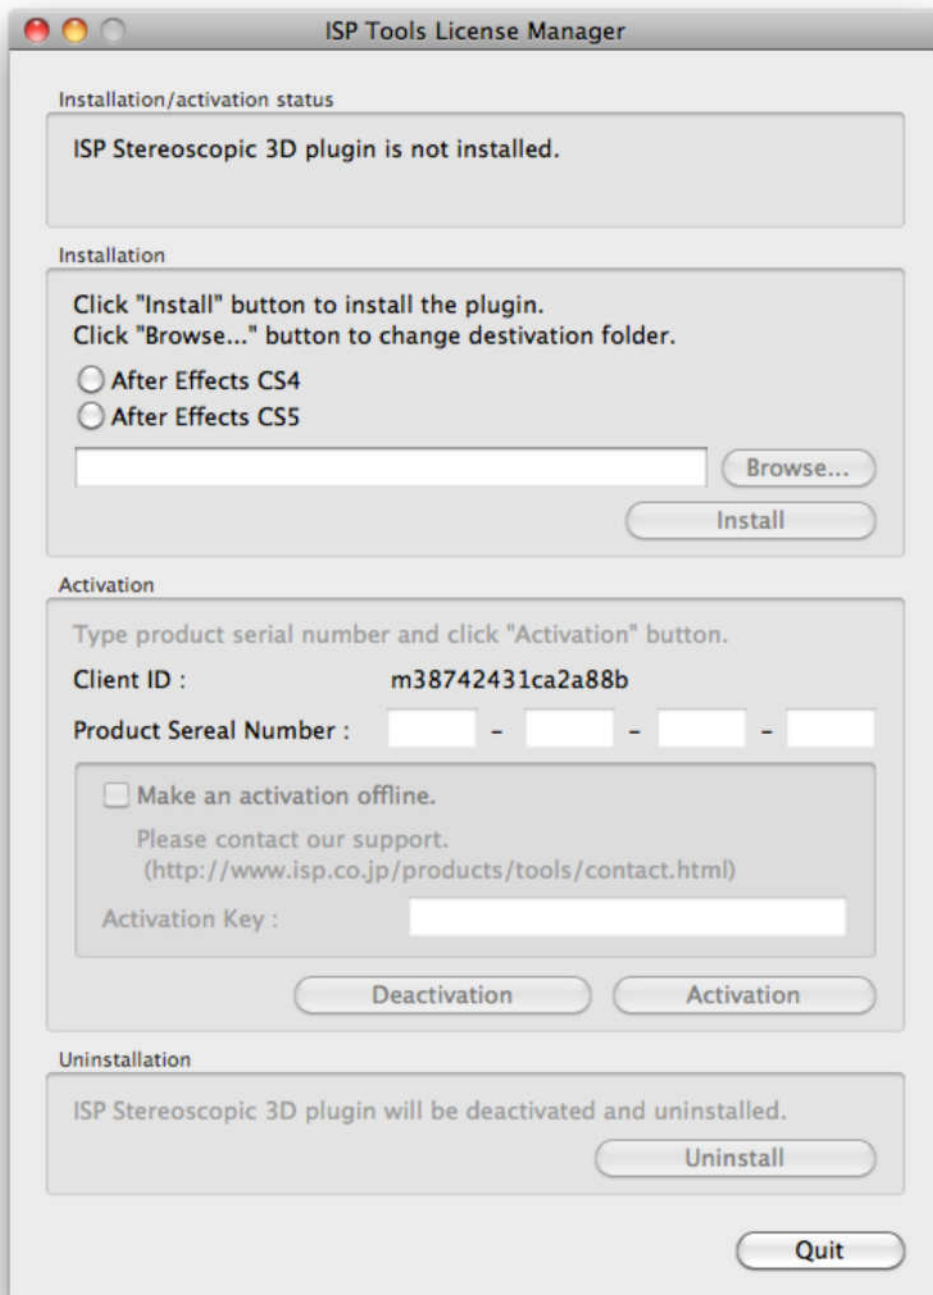 ISP Tools License Manager
Installation/activation status
ISP Stereoscopic 3D plugin is not installed.
Installation
Click "Install" button to install the plugin.
Click "Browse..." button to change destivation folder.
After Effects CS4
After Effects CS5
Browse...
Install
Activation
Type product serial number and click "Activation" button.
Client ID : m38742431ca2a88b
Product Sereal Number : - - -
Make an activation offline.
Please contact our support.
(http://www.isp.co.jp/products/tools/contact.html)
Activation Key :
Deactivation Activation
Uninstallation
ISP Stereoscopic 3D plugin will be deactivated and uninstalled.
Uninstall
Quit